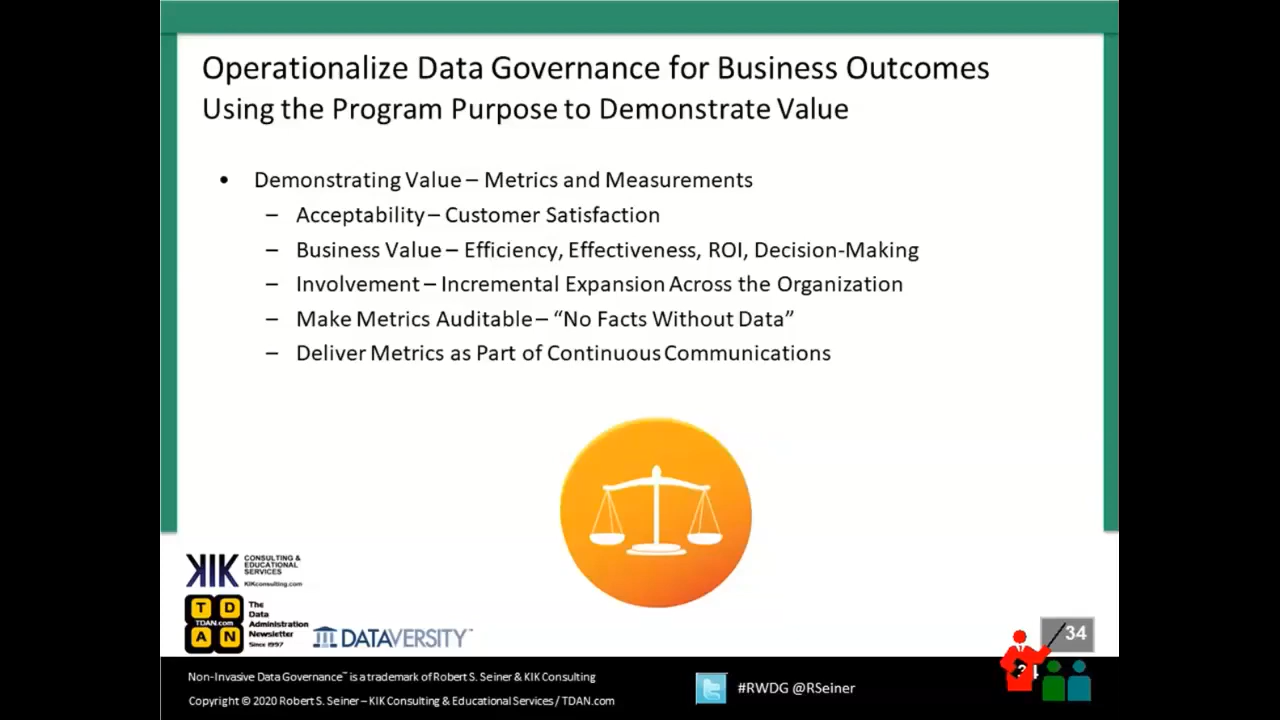 Operationalize Data Governance for Business Outcomes
Using the Program Purpose to Demonstrate Value
• Demonstrating Value – Metrics and Measurements
– Acceptability – Customer Satisfaction
– Business Value – Efficiency, Effectiveness, ROI, Decision-Making
– Involvement – Incremental Expansion Across the Organization
– Make Metrics Auditable – “No Facts Without Data”
– Deliver Metrics as Part of Continuous Communications
KIK
CONSULTING &
EDUCATIONAL
SERVICES
KIKconsulting.com
T D
TDAN.com
A N
The
Data
Administration
Newsletter
Since 1997
DATAVERSITY™
34
Non-Invasive Data Governance™ is a trademark of Robert S. Seiner & KIK Consulting
Copyright © 2020 Robert S. Seiner – KIK Consulting & Educational Services / TDAN.com
#RWDG @RSeiner